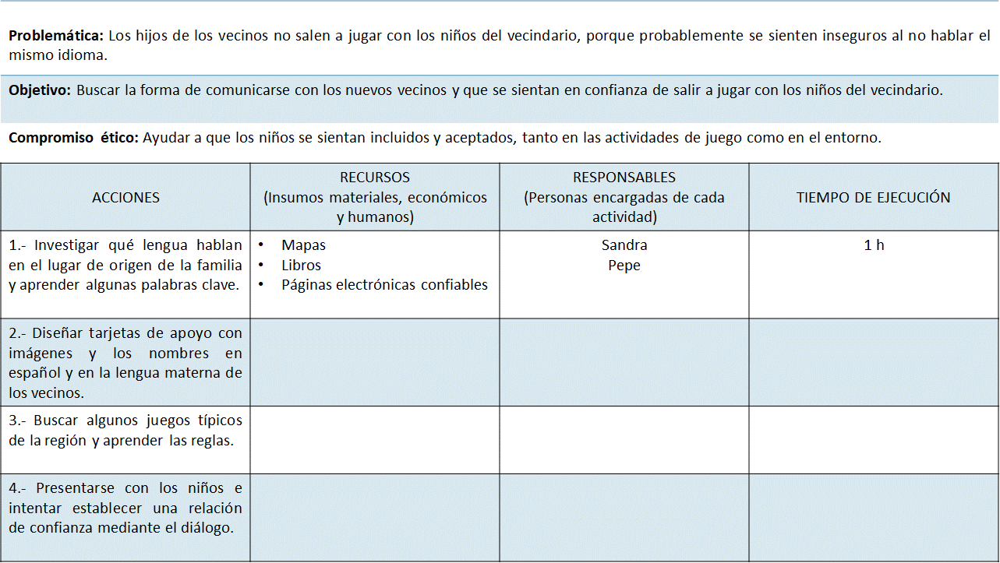 Problemática: Los hijos de los vecinos no salen a jugar con los niños del vecindario, porque probablemente se sienten inseguros al no hablar el
mismo idioma.
Objetivo: Buscar la forma de comunicarse con los nuevos vecinos y que se sientan en confianza de salir a jugar con los niños del vecindario.
Compromiso ético: Ayudar a que los niños se sientan incluidos y aceptados, tanto en las actividades de juego como en el entorno.
ACCIONES
RECURSOS
(Insumos materiales, económicos
y humanos)
RESPONSABLES
(Personas encargadas de cada
actividad)
TIEMPO DE EJECUCIÓN
1.- Investigar qué lengua hablan
en el lugar de origen de la familia
y aprender algunas palabras clave.
• Mapas
• Libros
• Páginas electrónicas confiables
Sandra
Pepe
1 h
2.- Diseñar tarjetas de apoyo con
imágenes y los nombres en
español y en la lengua materna de
los vecinos.
3.- Buscar algunos juegos típicos
de la región y aprender las reglas.
4.- Presentarse con los niños e
intentar establecer una relación
de confianza mediante el diálogo.